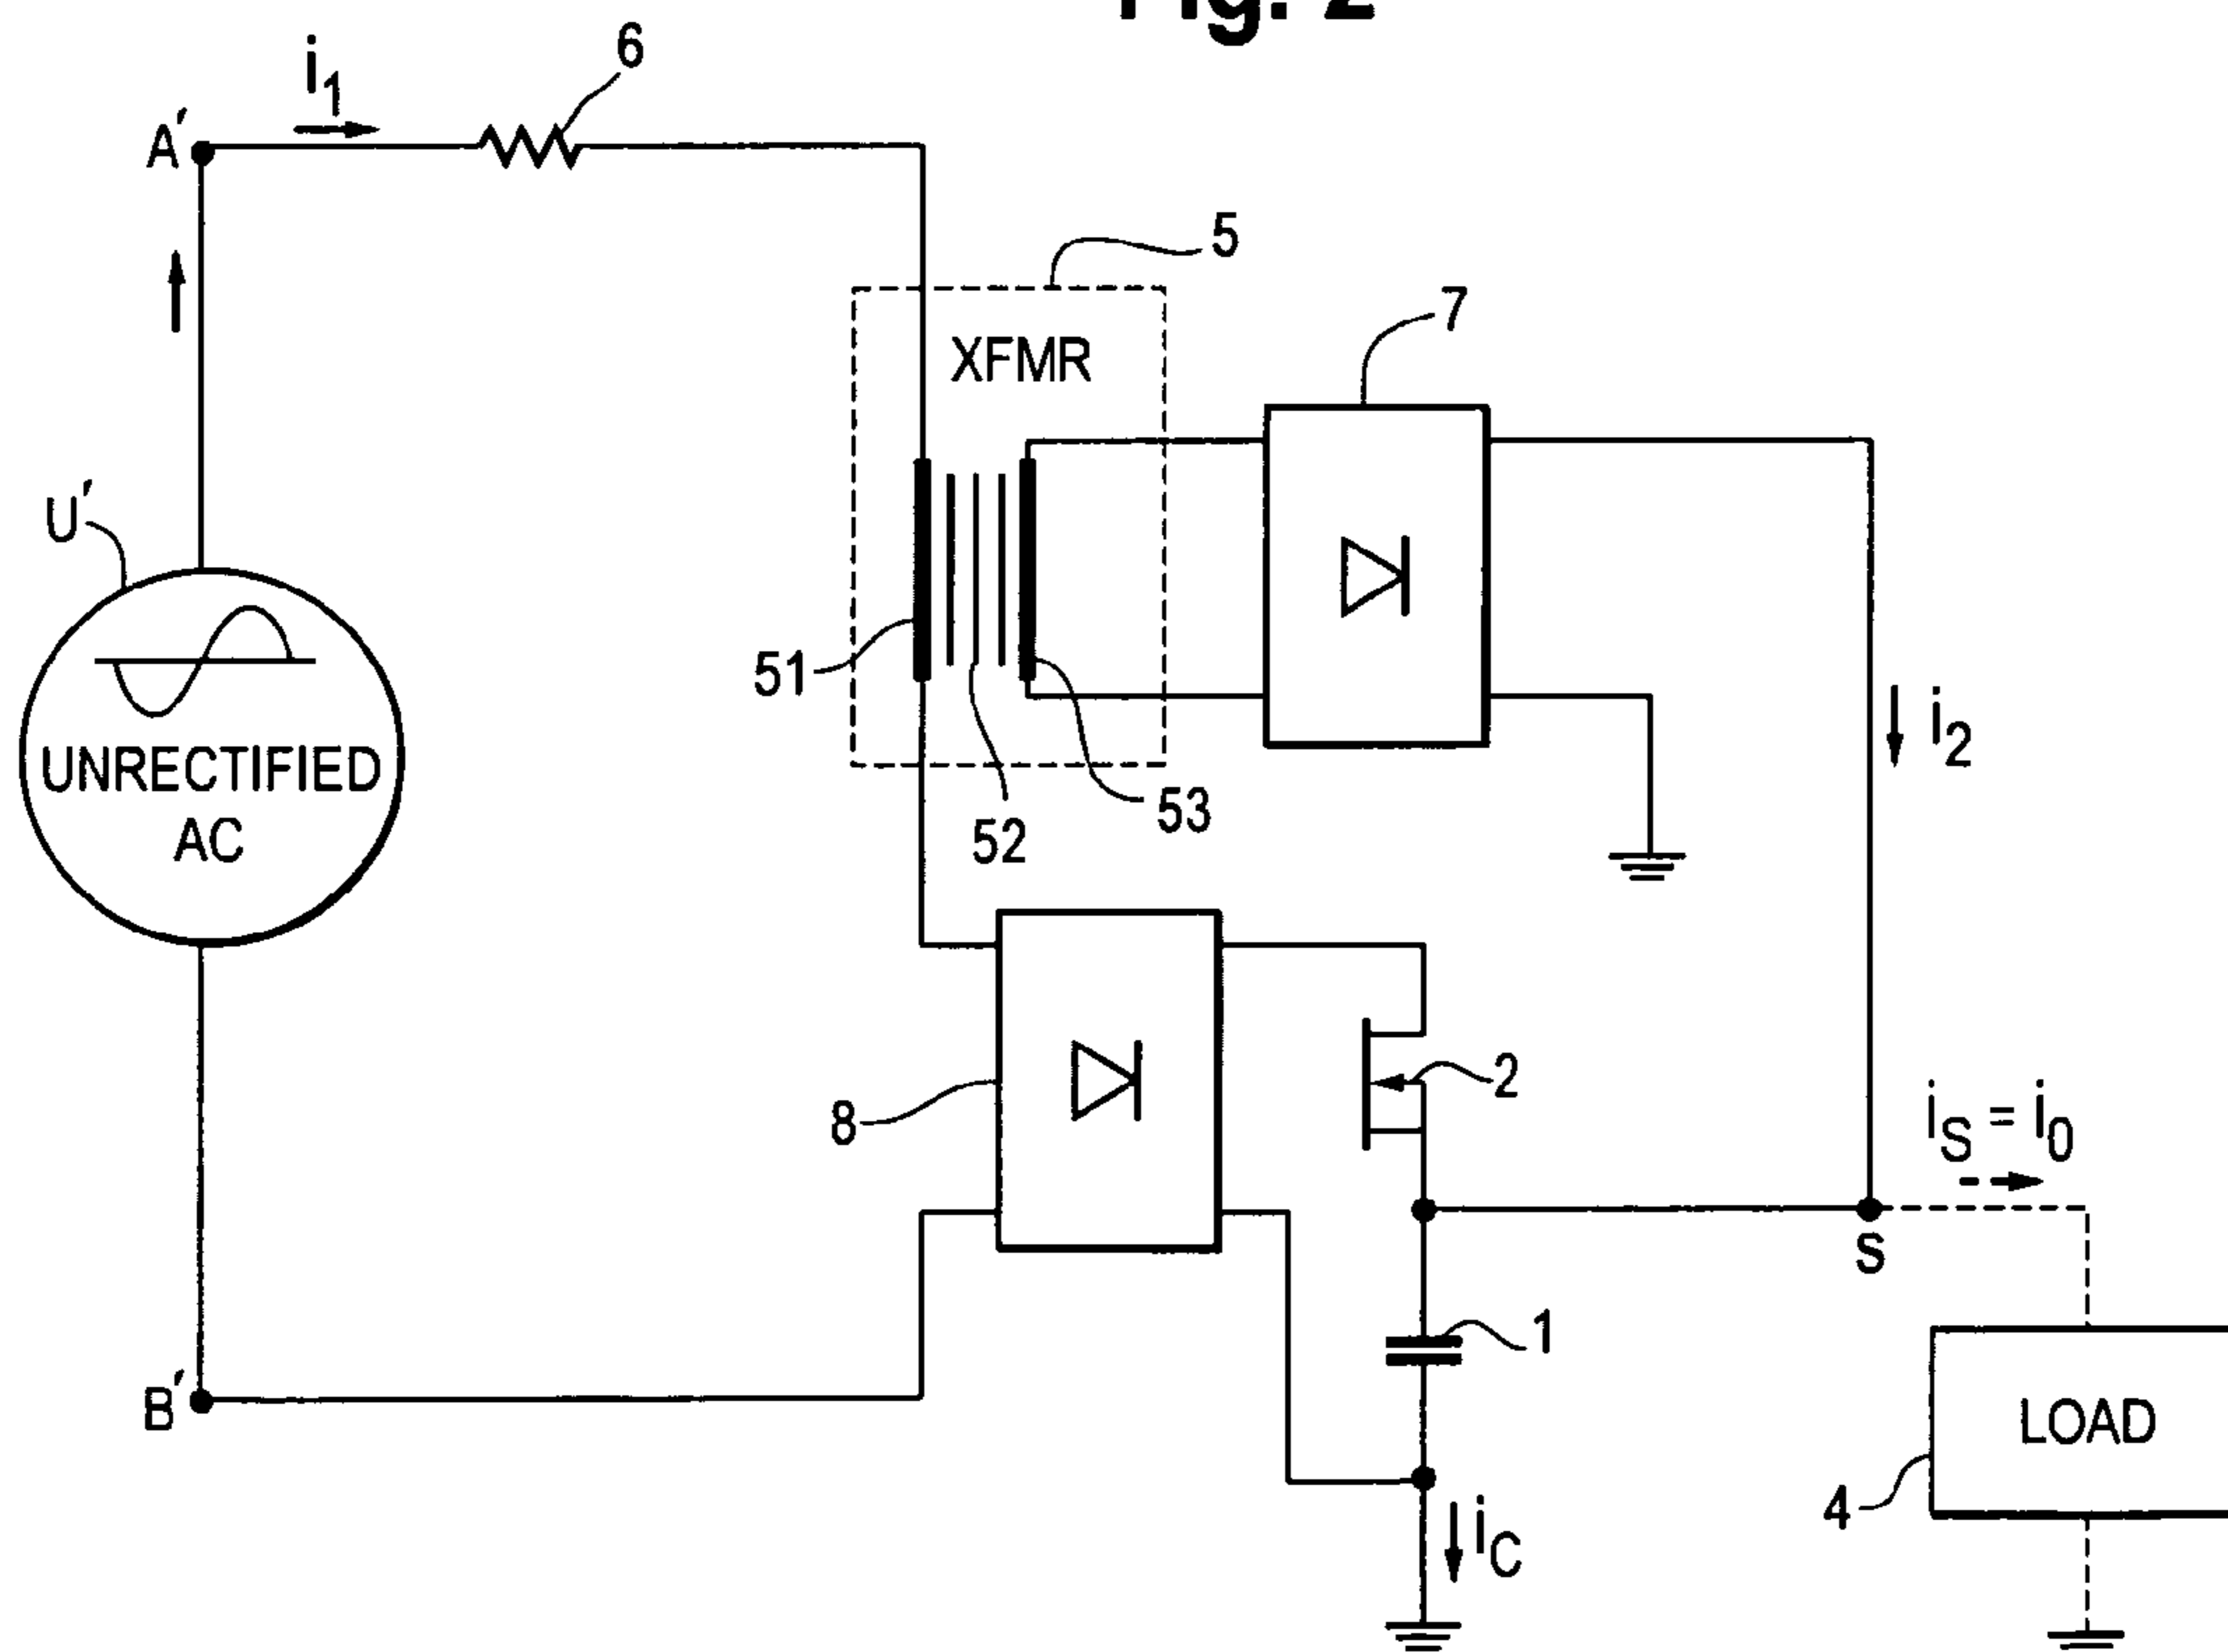 Fig. 2
i1
6
A'
5
XFMR
7
U'
UNRECTIFIED
AC
51
52
53
i2
8
2
iS = i0
S
1
B'
LOAD
4
iC